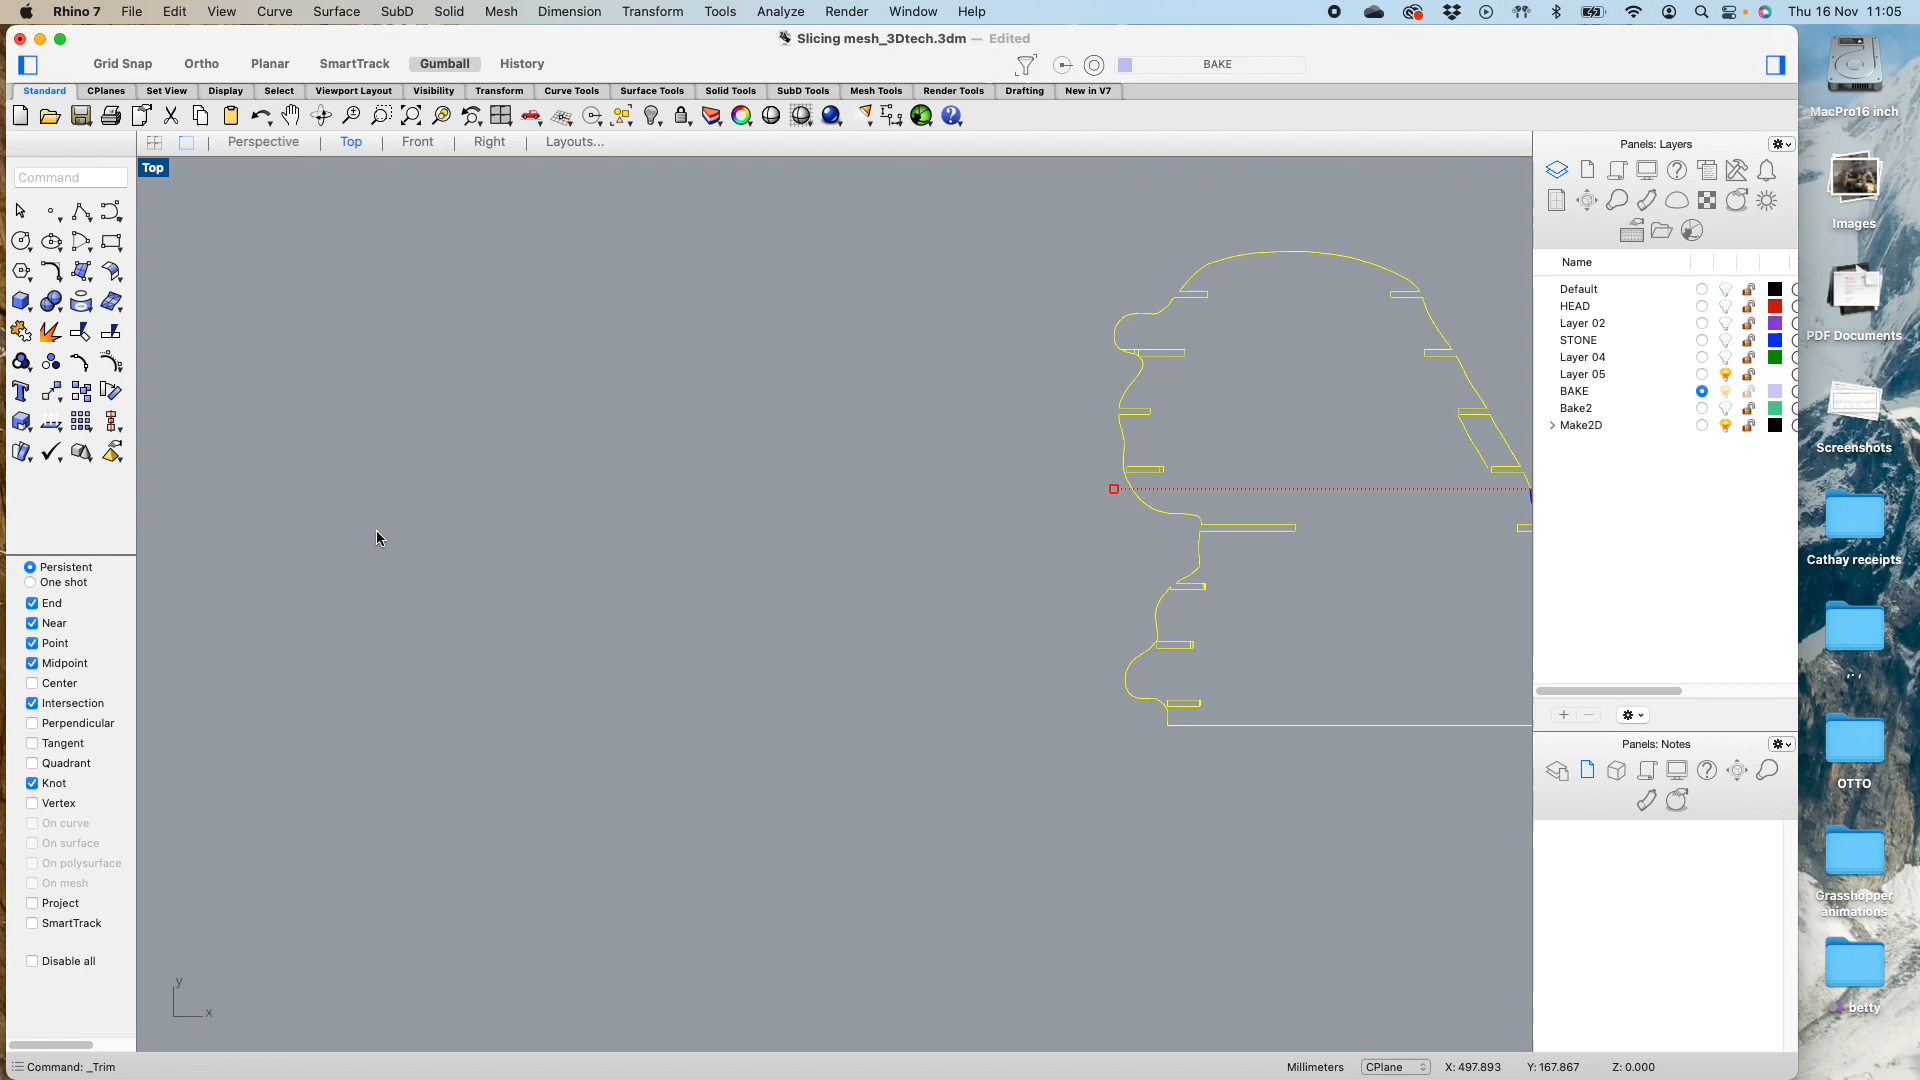 Rhino 7 File Edit View Curve Surface SubD Solid Mesh Dimension Transform Tools Analyze Render Window Help Thu 16 Nov 11:05
Slicing mesh_3Dtech.3dm — Edited
Grid Snap Ortho Planar SmartTrack Gumball History BAKE
Standard CPlanes Set View Display Select Viewport Layout Visibility Transform Curve Tools Surface Tools Solid Tools SubD Tools Mesh Tools Render Tools Drafting New in V7
MacPro16 inch
Perspective Top Front Right Layouts...
Panels: Layers
Top
Command
Images
Name
Default
HEAD
Layer 02
STONE
Layer 04
Layer 05
BAKE
Bake2
Make2D
PDF Documents
Screenshots
Cathay receipts
Persistent
One shot
End
Near
Point
Midpoint
Center
Intersection
Perpendicular
Tangent
Quadrant
Knot
Vertex
On curve
On surface
On polysurface
On mesh
Project
SmartTrack
Disable all
Panels: Notes
OTTO
Grasshopper
animations
betty
y
x
Command: _Trim
Millimeters CPlane X: 497.893 Y: 167.867 Z: 0.000